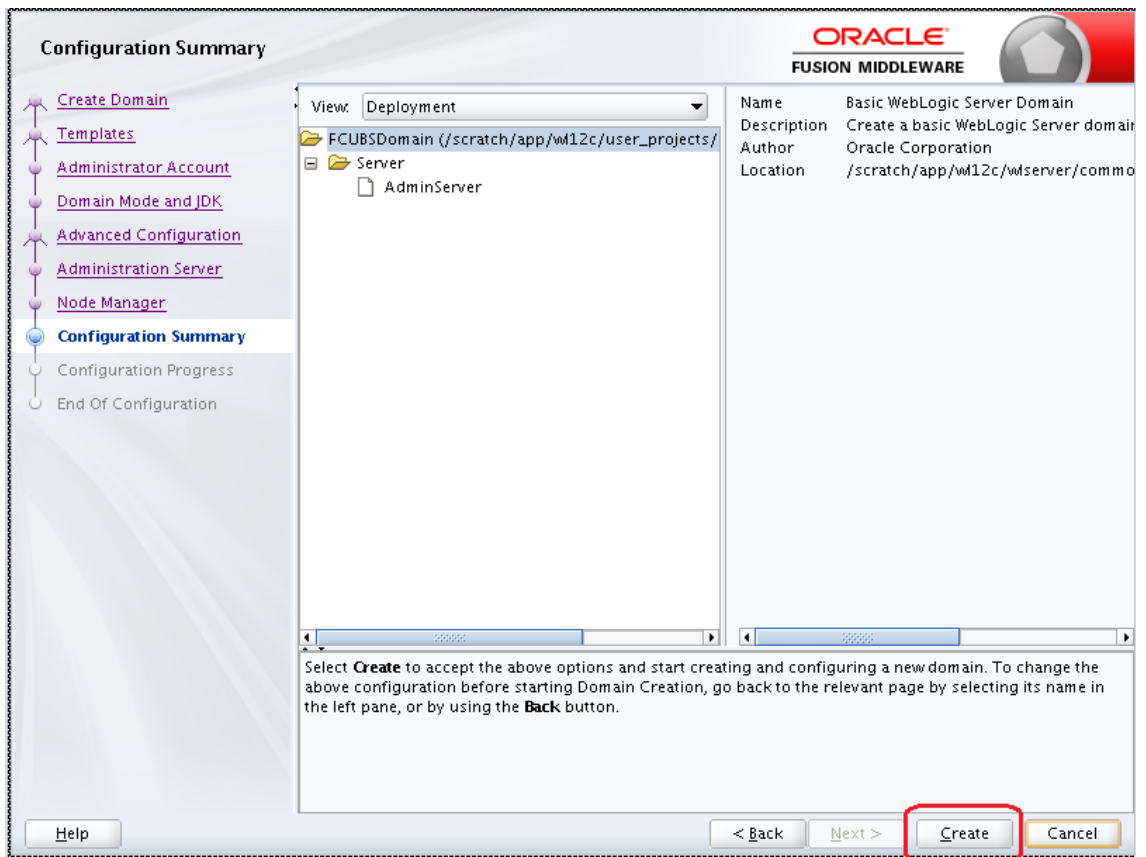 Configuration Summary
ORACLE
FUSION MIDDLEWARE
Create Domain
Templates
Administrator Account
Domain Mode and JDK
Advanced Configuration
Administration Server
Node Manager
Configuration Summary
Configuration Progress
End Of Configuration
View: Deployment
FCUBSDomain (/scratch/app/wl12c/user_projects/
Server
AdminServer
Name Basic WebLogic Server Domain
Description Create a basic WebLogic Server domain
Author Oracle Corporation
Location /scratch/app/wl12c/wlserver/commo
Select Create to accept the above options and start creating and configuring a new domain. To change the
above configuration before starting Domain Creation, go back to the relevant page by selecting its name in
the left pane, or by using the Back button.
Help
< Back
Next >
Create
Cancel